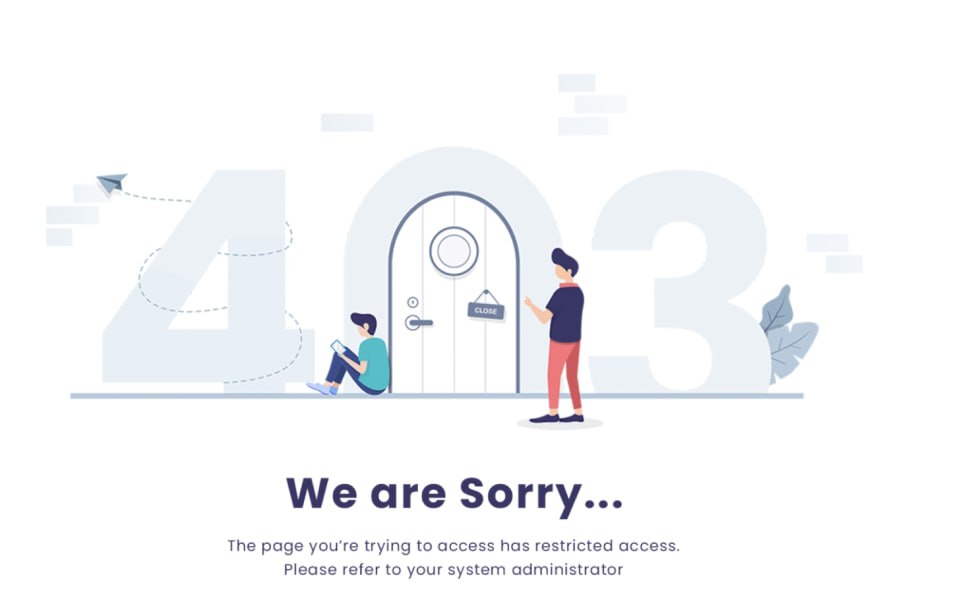 403
CLOSE
We are Sorry...
The page you’re trying to access has restricted access.
Please refer to your system administrator